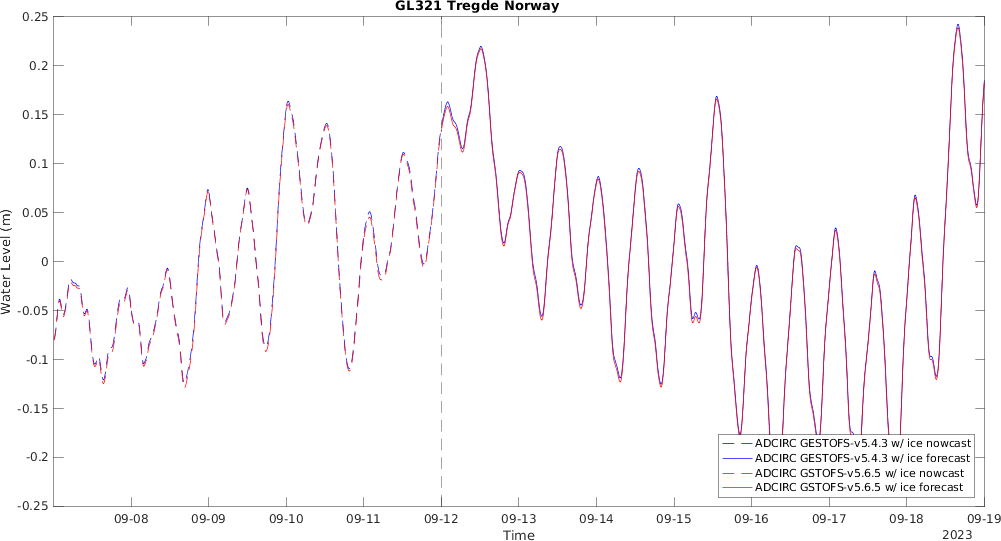 GL321 Tregde Norway
0.25
0.2
0.15
0.1
0.05
0
-0.05
-0.1
-0.15
-0.2
-0.25
Water Level (m)
ADCIRC GESTOFS-v5.4.3 w/ ice nowcast
ADCIRC GESTOFS-v5.4.3 w/ ice forecast
ADCIRC GSTOFS-v5.6.5 w/ ice nowcast
ADCIRC GSTOFS-v5.6.5 w/ ice forecast
09-08 09-09 09-10 09-11 09-12 09-13 09-14 09-15 09-16 09-17 09-18 09-19
Time
2023